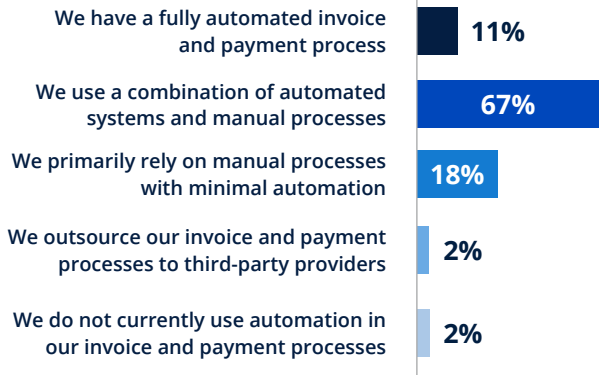 We have a fully automated invoice
and payment process
11%
We use a combination of automated
systems and manual processes
67%
We primarily rely on manual processes
with minimal automation
18%
We outsource our invoice and payment
processes to third-party providers
2%
We do not currently use automation in
our invoice and payment processes
2%